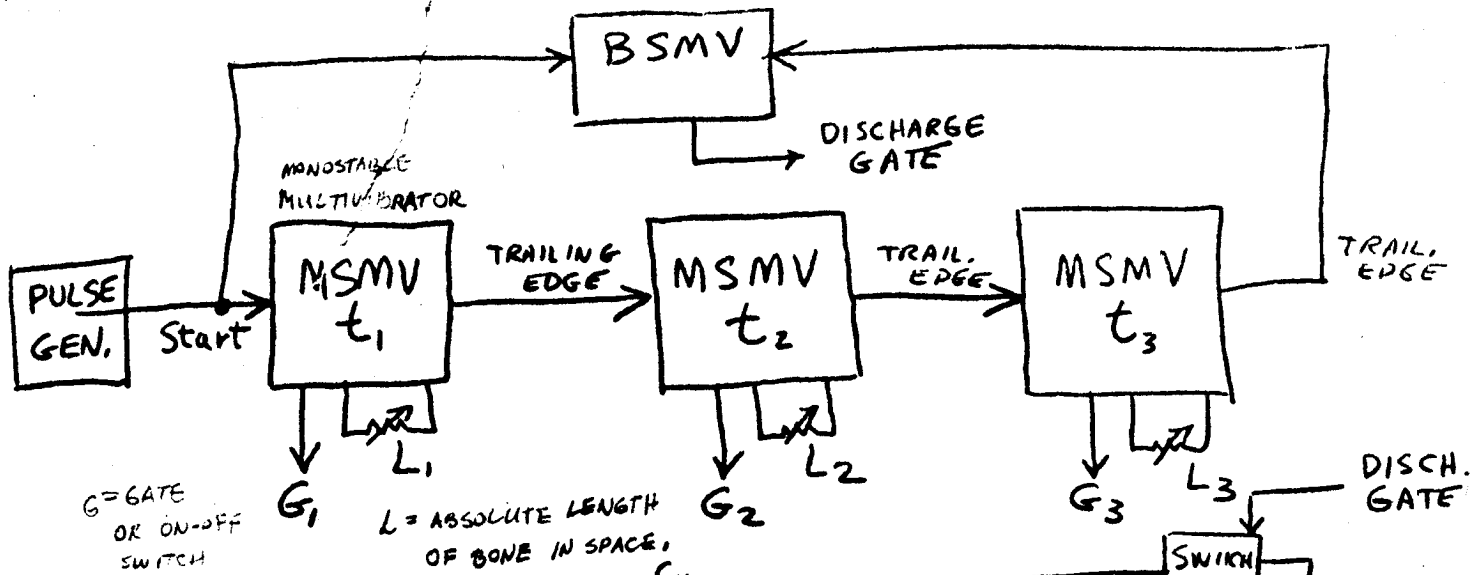 BSMV
DISCHARGE
GATE
MONOSTABLE
MULTIVIBRATOR
PULSE
GEN.
Start
MSMV
t₁
TRAILING
EDGE
MSMV
t₂
TRAIL.
EDGE
MSMV
t₃
TRAIL.
EDGE
G₁
L₁
G₂
L₂
G₃
L₃
G = GATE
OR ON-OFF
SWITCH
L = ABSOLUTE LENGTH
OF BONE IN SPACE.
DISCH.
GATE
SWITCH